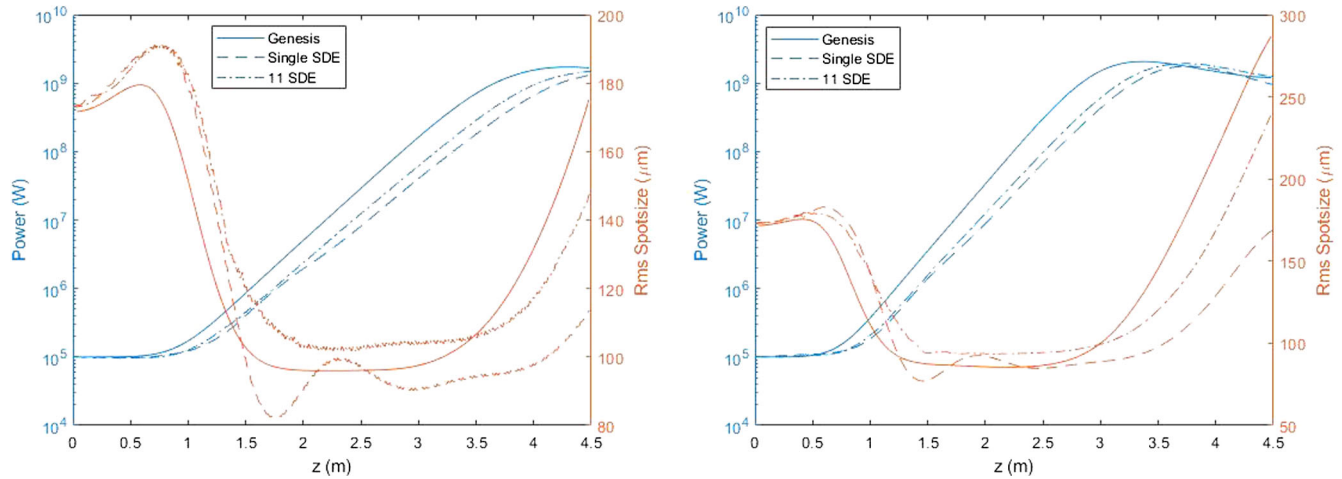 Genesis
Single SDE
11 SDE
10^10
10^9
10^8
10^7
10^6
10^5
10^4
Power (W)
200
180
160
140
120
100
80
Rms Spotsize (μm)
0 0.5 1 1.5 2 2.5 3 3.5 4 4.5
z (m)
Genesis
Single SDE
11 SDE
10^10
10^9
10^8
10^7
10^6
10^5
10^4
Power (W)
300
250
200
150
100
50
Rms Spotsize (μm)
0 0.5 1 1.5 2 2.5 3 3.5 4 4.5
z (m)